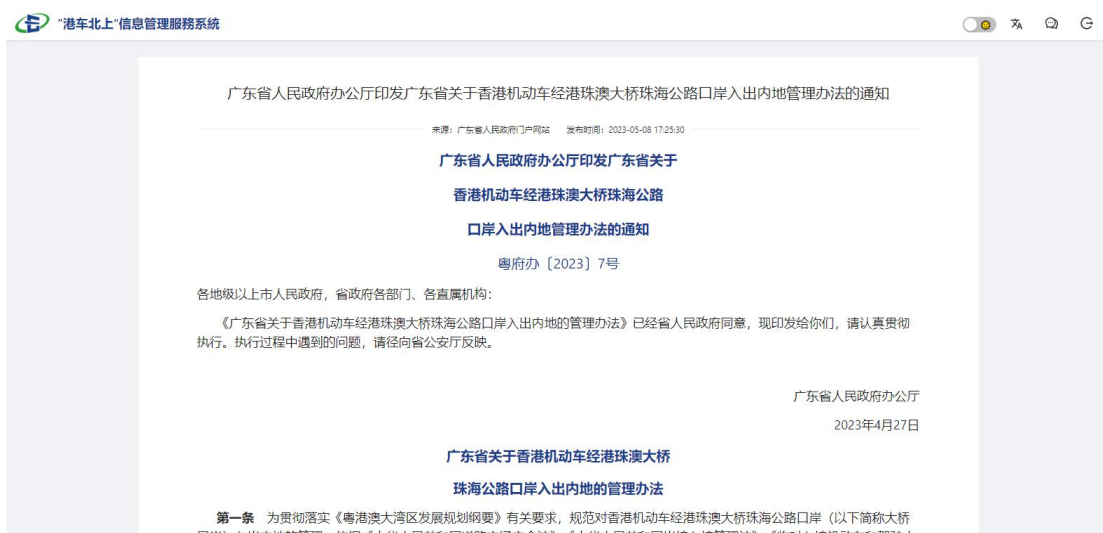 “港车北上”信息管理服務系統
广东省人民政府办公厅印发广东省关于香港机动车经港珠澳大桥珠海公路口岸入出内地管理办法的通知
来源：广东省人民政府门户网站 发布时间：2023-05-08 17:25:30
广东省人民政府办公厅印发广东省关于
香港机动车经港珠澳大桥珠海公路
口岸入出内地管理办法的通知
粤府办〔2023〕7号
各地级以上市人民政府，省政府各部门、各直属机构：
《广东省关于香港机动车经港珠澳大桥珠海公路口岸入出内地的管理办法》已经省人民政府同意，现印发给你们，请认真贯彻
执行。执行过程中遇到的问题，请径向省公安厅反映。
广东省人民政府办公厅
2023年4月27日
广东省关于香港机动车经港珠澳大桥
珠海公路口岸入出内地的管理办法
第一条 为贯彻落实《粤港澳大湾区发展规划纲要》有关要求，规范对香港机动车经港珠澳大桥珠海公路口岸（以下简称大桥